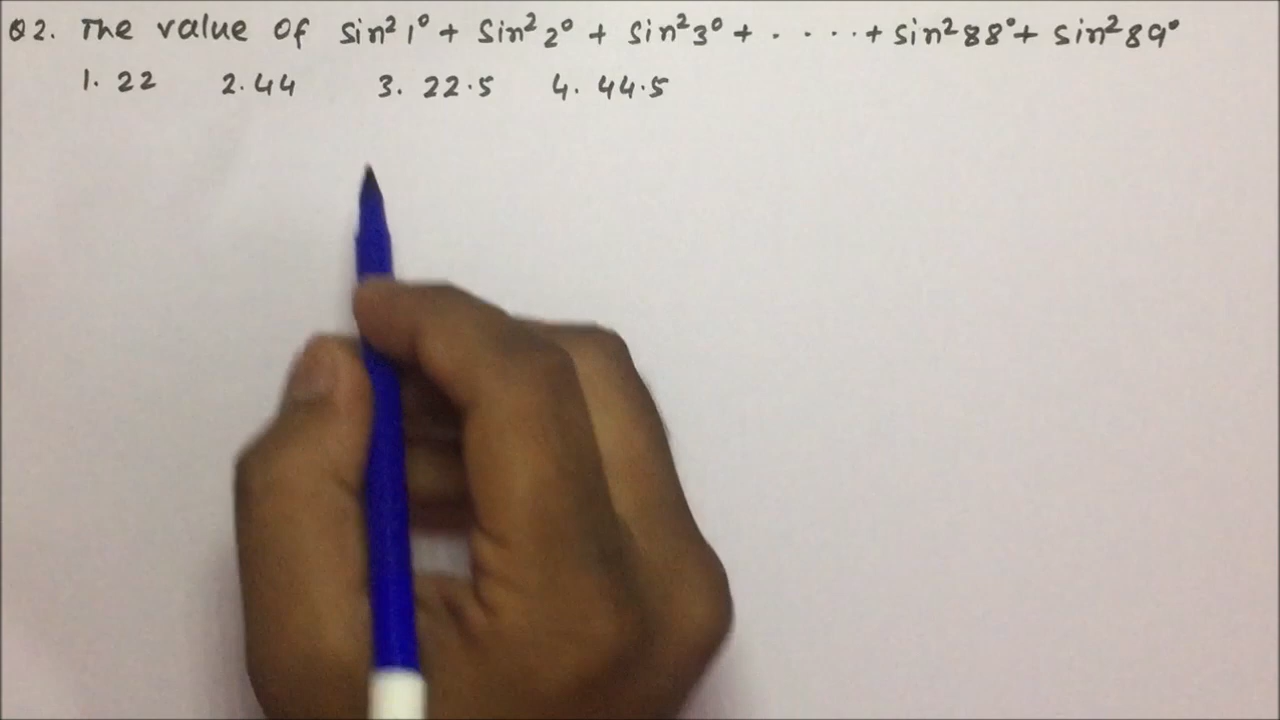 Q2. The value of sin²1° + sin²2° + sin²3° + . . . . . + sin²88° + sin²89°
1. 22 2. 44 3. 22.5 4. 44.5